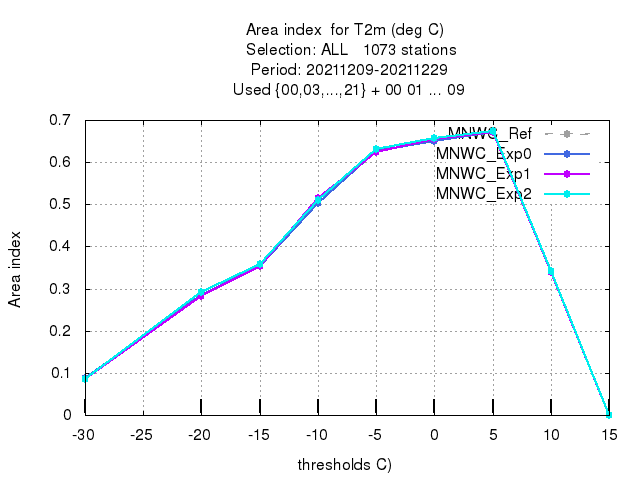 Area index  for T2m (deg C)
Selection: ALL   1073 stations
Period: 20211209-20211229
Used {00,03,...,21} + 00 01 ... 09
MNWC_Ref
MNWC_Exp0
MNWC_Exp1
MNWC_Exp2
0.7
0.6
0.5
0.4
0.3
0.2
0.1
0
Area index
-30 -25 -20 -15 -10 -5 0 5 10 15
thresholds C)